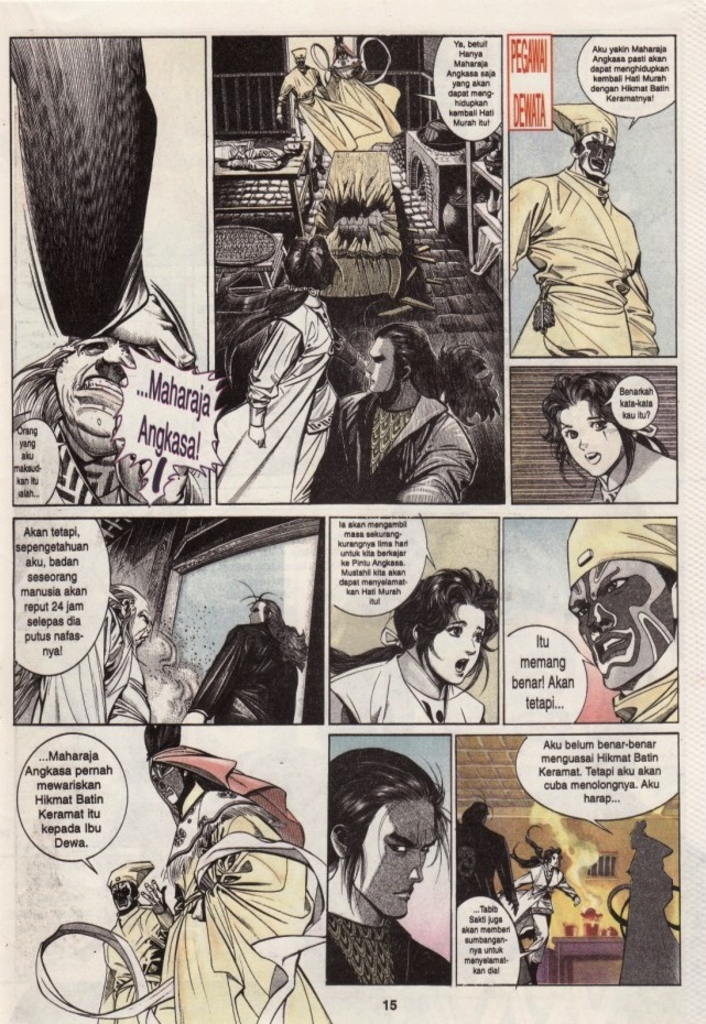 Orang
yang
aku
maksud-
kan itu...
...Maharaja
Angkasa!
Ya, betul!
Hanya
Maharaja
Angkasa saja
yang akan
dapat meng-
hidupkan
kembali Hati
Murah itu!
PEGAWAI
DEWATA
Aku yakin Maharaja
Angkasa pasti akan
dapat menghidupkan
kembali Hati Murah
dengan Hikmat Batin
Keramatnya!
Benarkah
kata-kata
kau itu?
Akan tetapi,
sepengetahuan
aku, badan
seseorang
manusia akan
reput 24 jam
selepas dia
putus nafas-
nya!
Ia akan mengambil
masa sekurang-
kurangnya lima hari
untuk kita berkejar
ke Pintu Angkasa.
Mustahil kita akan
dapat menyelamat-
kan Hati Murah
itu!
Itu
memang
benar! Akan
tetapi...
...Maharaja
Angkasa pernah
mewariskan
Hikmat Batin
Keramat itu
kepada Ibu
Dewa.
Aku belum benar-benar
menguasai Hikmat Batin
Keramat. Tetapi aku akan
cuba menolongnya. Aku
harap...
...Tabib
Sakti juga
akan memberi
sumbangan-
nya untuk
menyelamat-
kan dia!
15